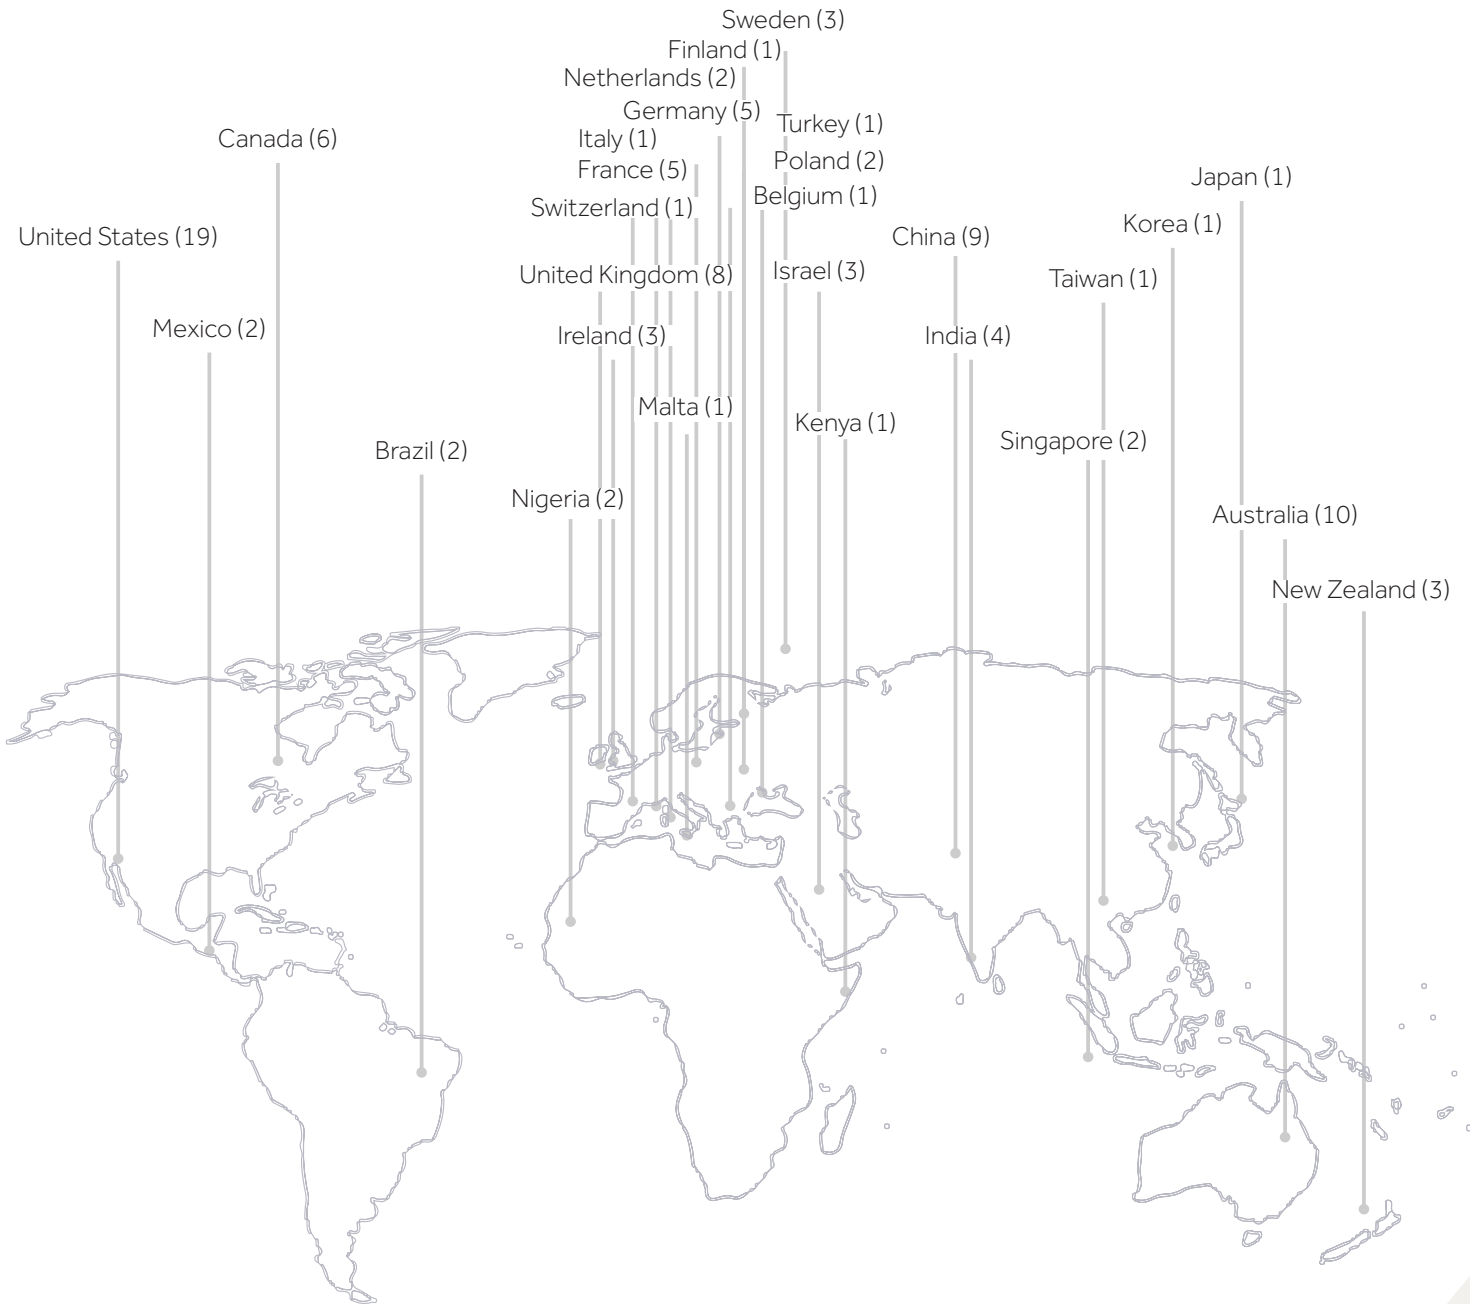 Sweden (3)
Finland (1)
Netherlands (2)
Germany (5)
Turkey (1)
Italy (1)
Canada (6)
Poland (2)
France (5)
Japan (1)
Belgium (1)
Switzerland (1)
Korea (1)
United States (19)
China (9)
Israel (3)
United Kingdom (8)
Taiwan (1)
Mexico (2)
Ireland (3)
India (4)
Malta (1)
Kenya (1)
Singapore (2)
Brazil (2)
Nigeria (2)
Australia (10)
New Zealand (3)